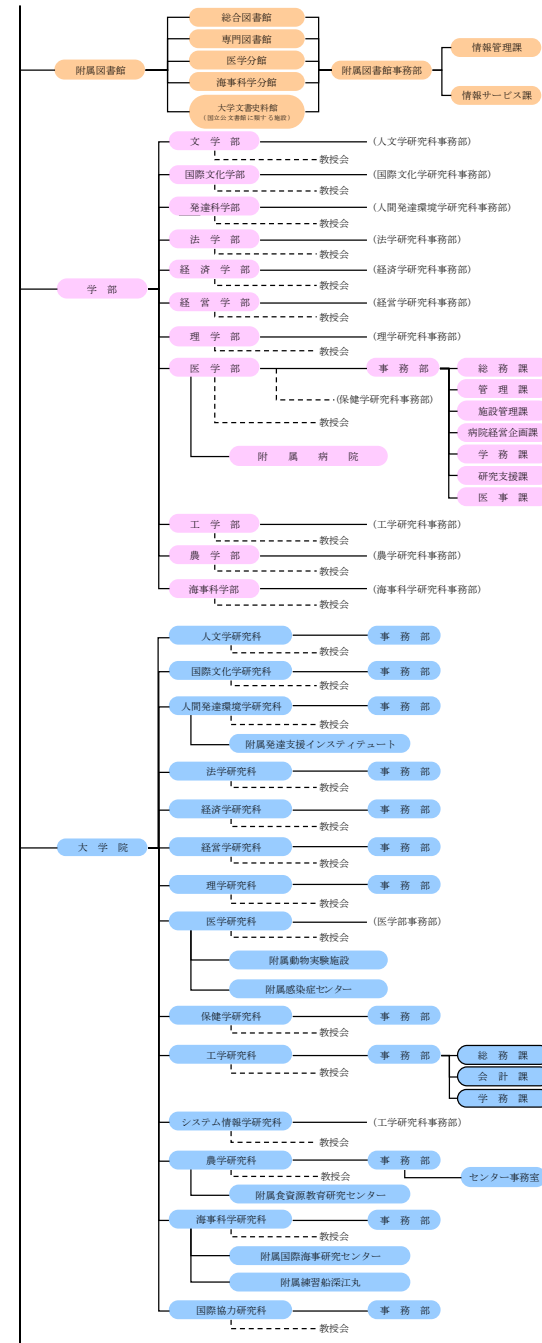 総合図書館
専門図書館
医学分館
海事科学分館
大学文書史料館
(国立公文書館に類する施設)
附属図書館
附属図書館事務部
情報管理課
情報サービス課
学 部
文 学 部
(人文学研究科事務部)
教授会
国際文化学部
(国際文化学研究科事務部)
教授会
発達科学部
(人間発達環境学研究科事務部)
教授会
法 学 部
(法学研究科事務部)
教授会
経 済 学 部
(経済学研究科事務部)
教授会
経 営 学 部
(経営学研究科事務部)
教授会
理 学 部
(理学研究科事務部)
教授会
医 学 部
事 務 部
総 務 課
管 理 課
施設管理課
病院経営企画課
学 務 課
研究支援課
医 事 課
(保健学研究科事務部)
教授会
附 属 病 院
工 学 部
(工学研究科事務部)
教授会
農 学 部
(農学研究科事務部)
教授会
海事科学部
(海事科学研究科事務部)
教授会
大 学 院
人文学研究科
事 務 部
教授会
国際文化学研究科
事 務 部
教授会
人間発達環境学研究科
事 務 部
教授会
附属発達支援インスティテュート
法学研究科
事 務 部
教授会
経済学研究科
事 務 部
教授会
経営学研究科
事 務 部
教授会
理学研究科
事 務 部
教授会
医学研究科
(医学部事務部)
教授会
附属動物実験施設
附属感染症センター
保健学研究科
事 務 部
教授会
工学研究科
事 務 部
総 務 課
会 計 課
学 務 課
教授会
システム情報学研究科
(工学研究科事務部)
教授会
農学研究科
事 務 部
センター事務室
教授会
附属食資源教育研究センター
海事科学研究科
事 務 部
教授会
附属国際海事研究センター
附属練習船深江丸
国際協力研究科
事 務 部
教授会